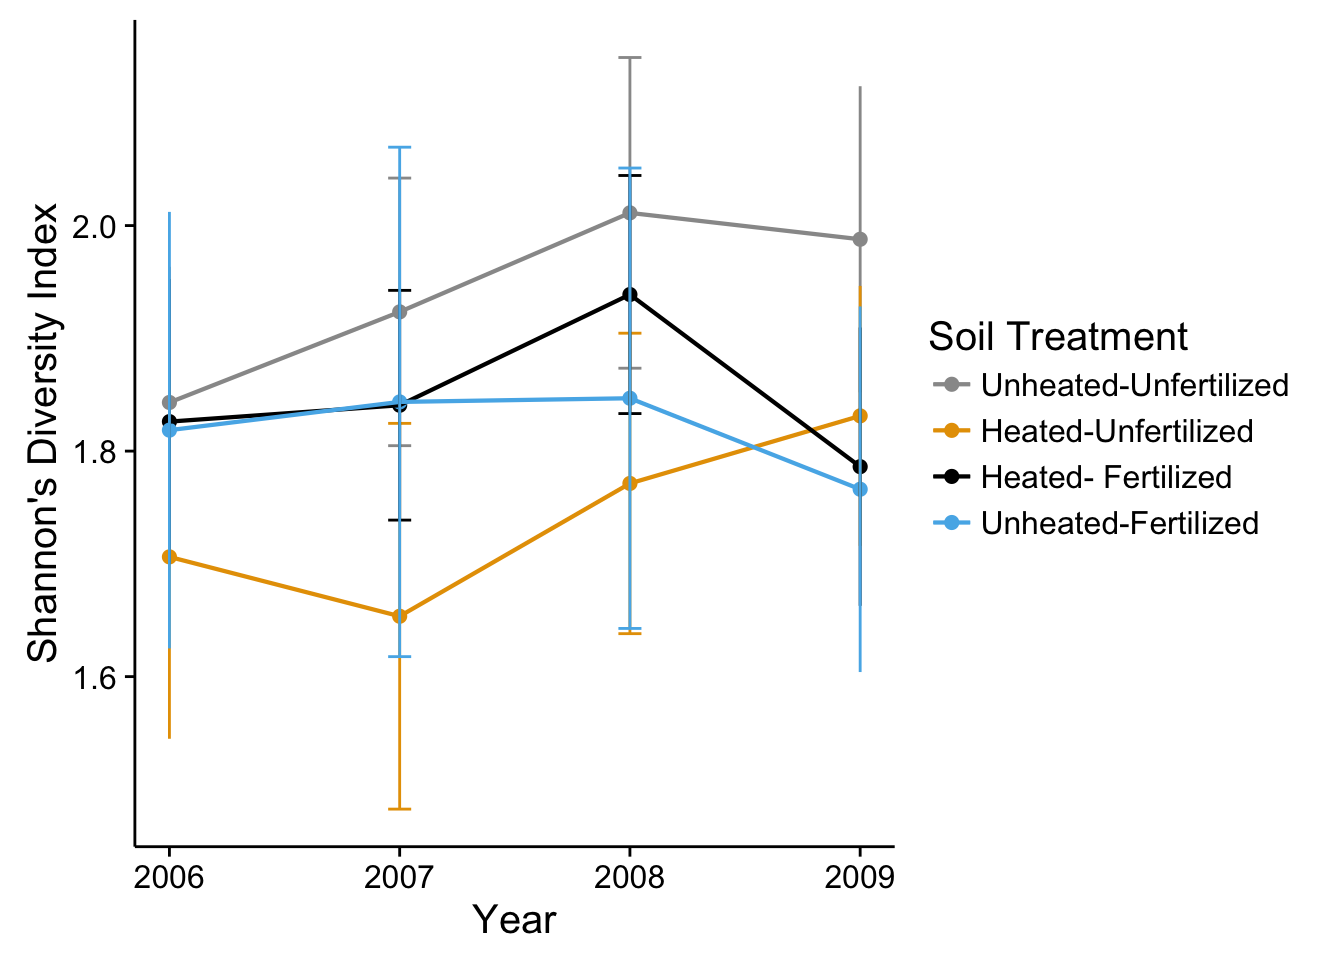 Shannon's Diversity Index
2.0
1.8
1.6
2006
2007
2008
2009
Year
Soil Treatment
Unheated-Unfertilized
Heated-Unfertilized
Heated- Fertilized
Unheated-Fertilized